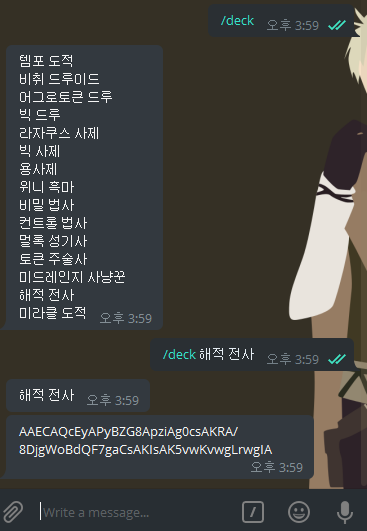 /deck 오후 3:59
템포 도적
비취 드루이드
어그로토큰 드루
빅 드루
라자쿠스 사제
빅 사제
용사제
위니 흑마
비밀 법사
컨트롤 법사
멀록 성기사
토큰 주술사
미드레인지 사냥꾼
해적 전사
미라클 도적 오후 3:59
/deck 해적 전사 오후 3:59
해적 전사 오후 3:59
AAECAQcEyAPyBZG8ApziAg0csAKRA/
8DjgWoBdQF7gaCsAKIsAK5vwKvwgLrwgIA
오후 3:59
Write a message...